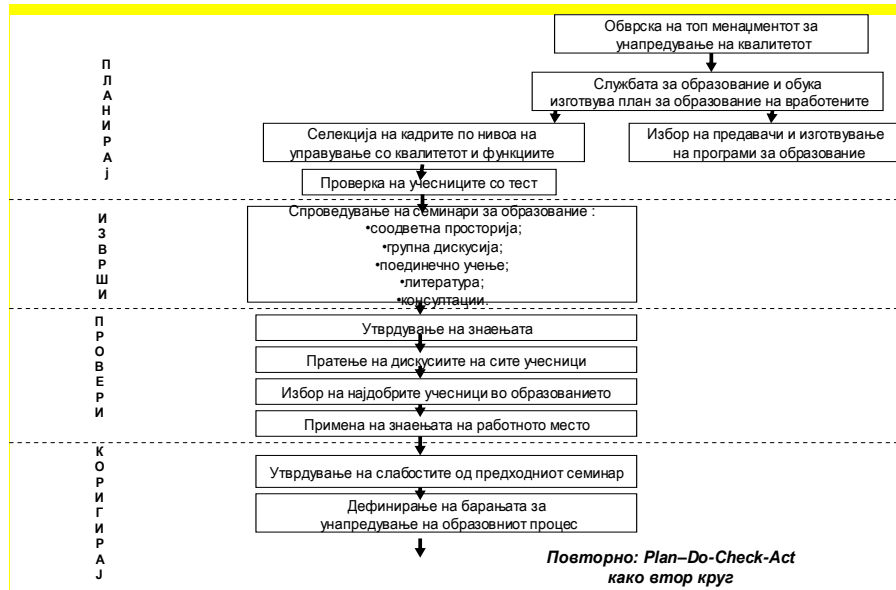 Обврска на топ менаџментот за
унапредување на квалитетот
ПЛАНИРАј
Службата за образование и обука
изготвува план за образование на вработените
Селекција на кадрите по нивоа на
управување со квалитетот и функциите
Избор на предавачи и изготвување
на програми за образование
Проверка на учесниците со тест
ИЗВРШИ
Спроведување на семинари за образование :
•соодветна просторија;
•групна дискусија;
•поединечно учење;
•литература;
•консултации.
ПРОВЕРИ
Утврдување на знаењата
Пратење на дискусиите на сите учесници
Избор на најдобрите учесници во образованието
Примена на знаењата на работното место
КОРИГИРАЈ
Утврдување на слабостите од предходниот семинар
Дефинирање на барањата за
унапредување на образовниот процес
Повторно: Plan–Do-Check-Act
како втор круг